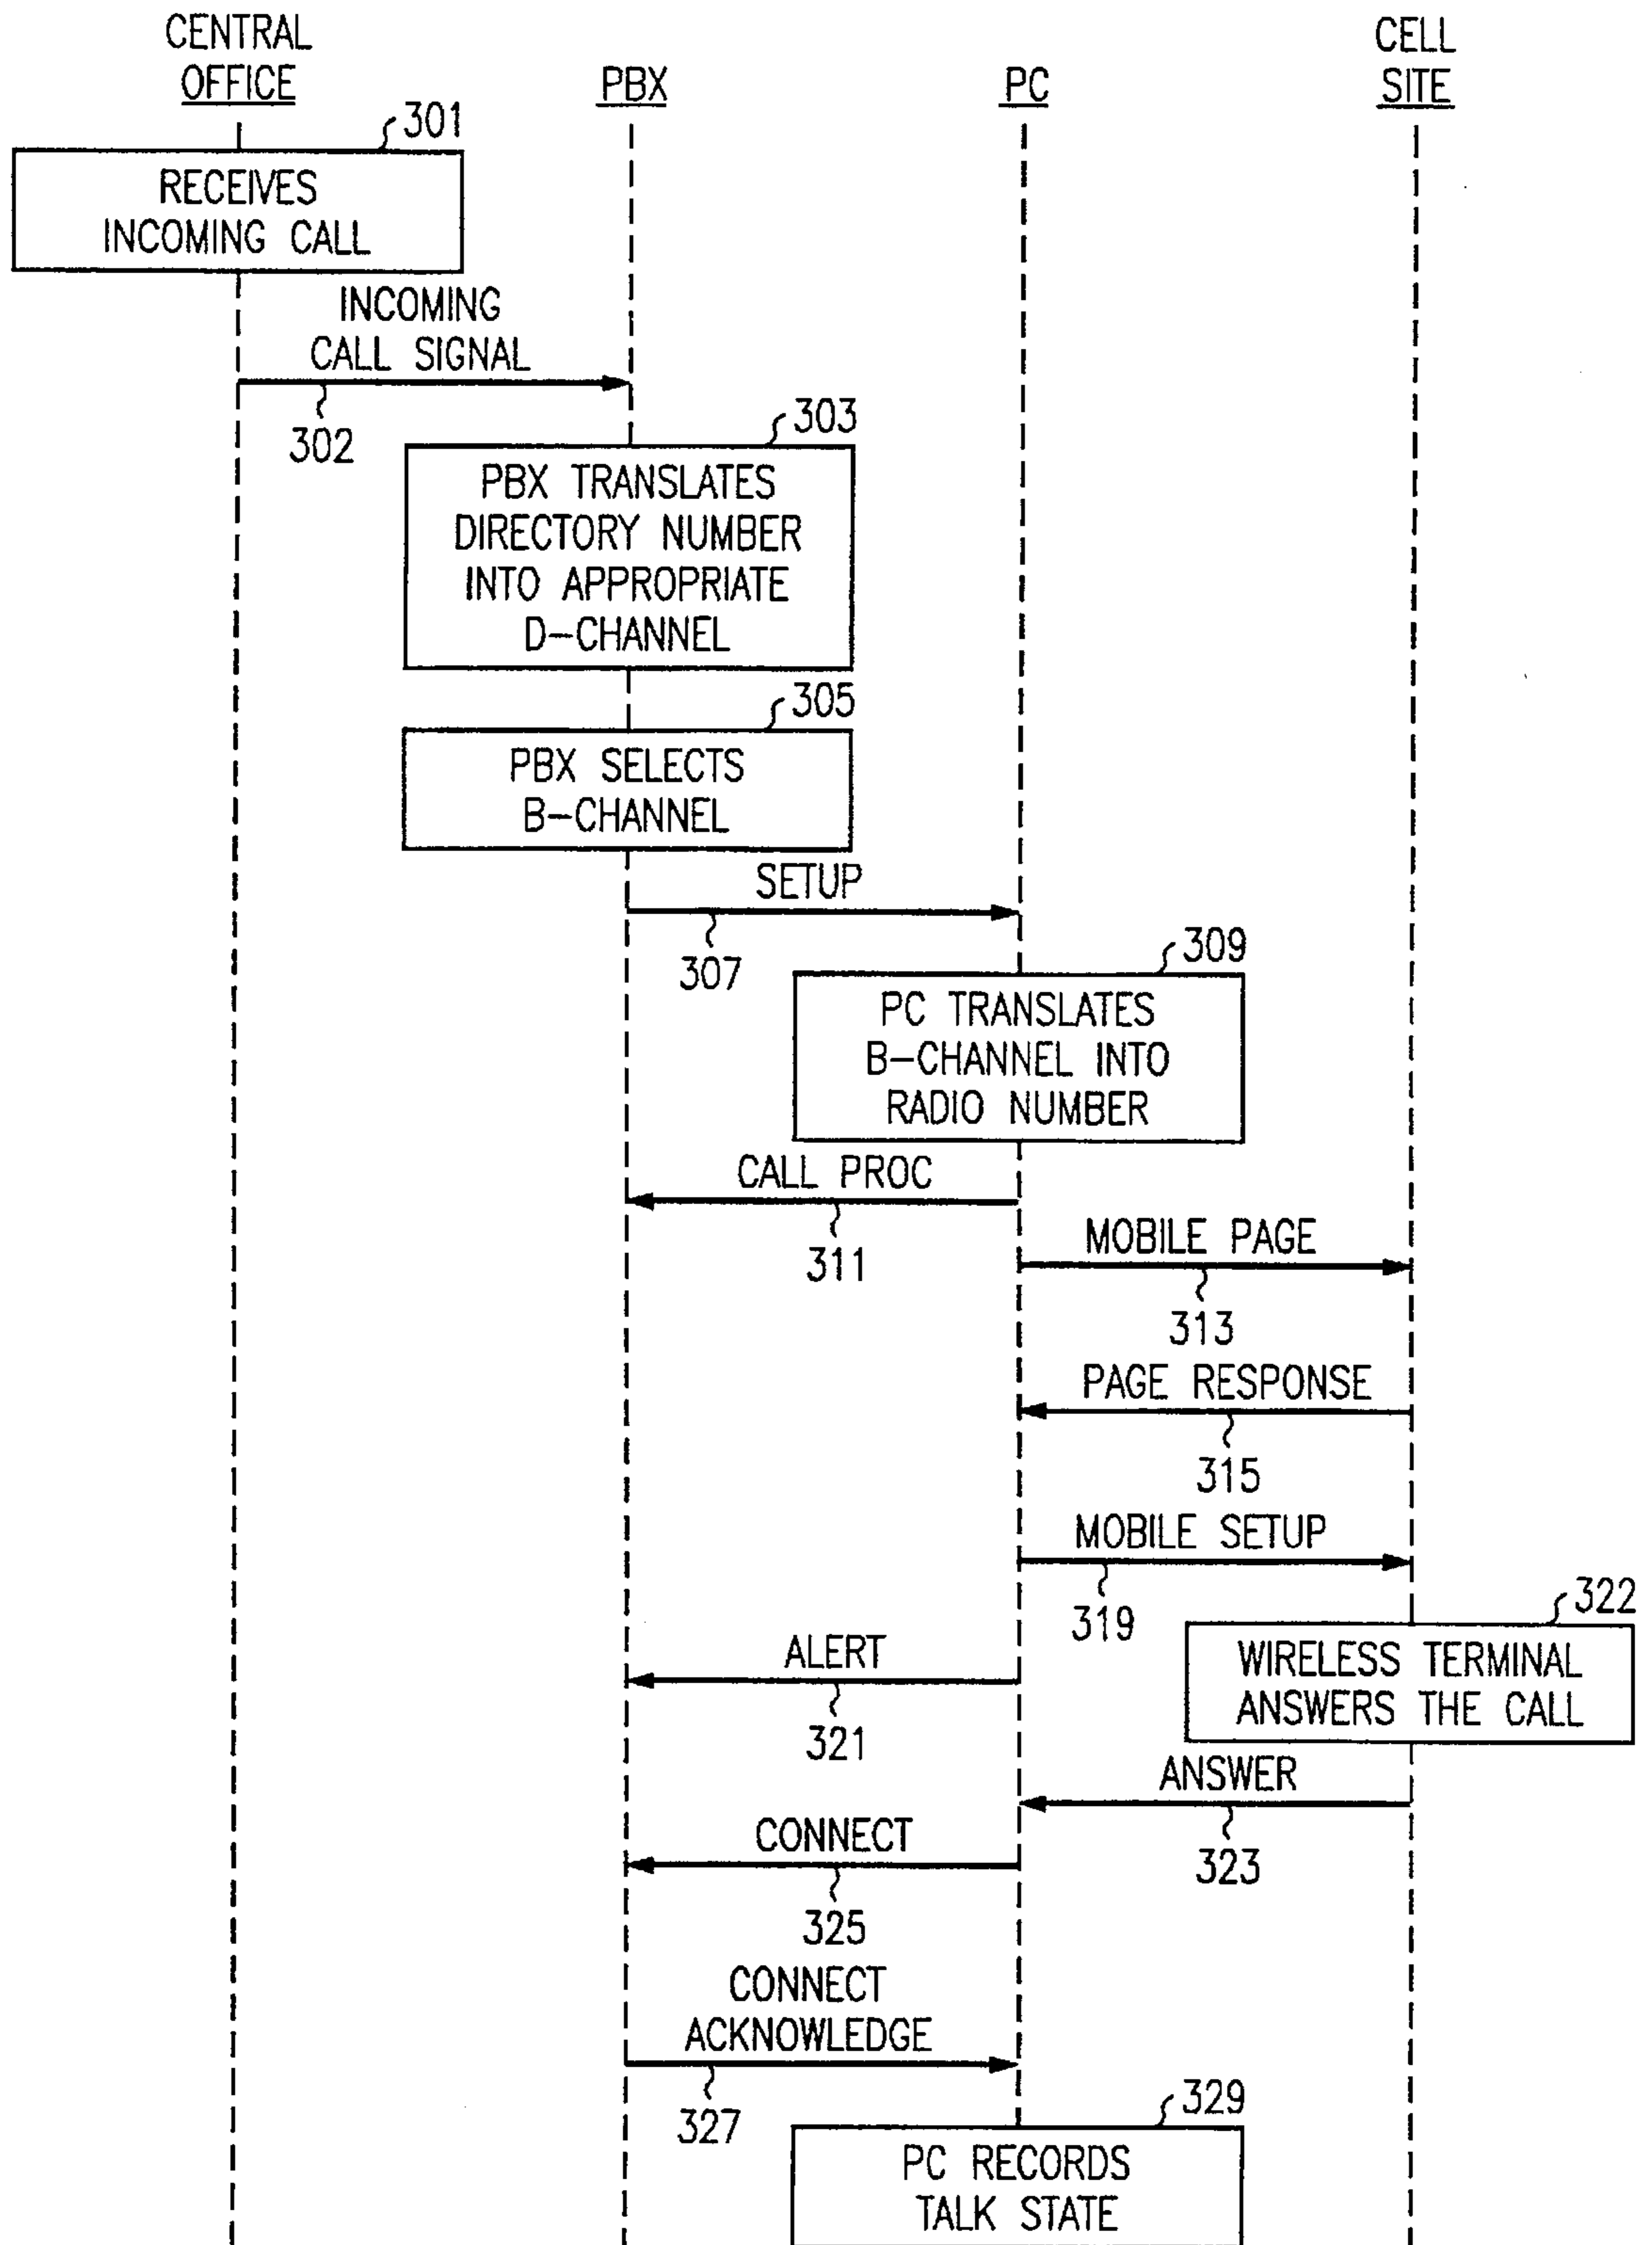 CENTRAL
OFFICE
PBX
PC
CELL
SITE
301
RECEIVES
INCOMING CALL
INCOMING
CALL SIGNAL
302
303
PBX TRANSLATES
DIRECTORY NUMBER
INTO APPROPRIATE
D-CHANNEL
305
PBX SELECTS
B-CHANNEL
SETUP
307
309
PC TRANSLATES
B-CHANNEL INTO
RADIO NUMBER
CALL PROC
311
MOBILE PAGE
313
PAGE RESPONSE
315
MOBILE SETUP
319
322
WIRELESS TERMINAL
ANSWERS THE CALL
ALERT
321
ANSWER
323
CONNECT
325
CONNECT
ACKNOWLEDGE
327
329
PC RECORDS
TALK STATE